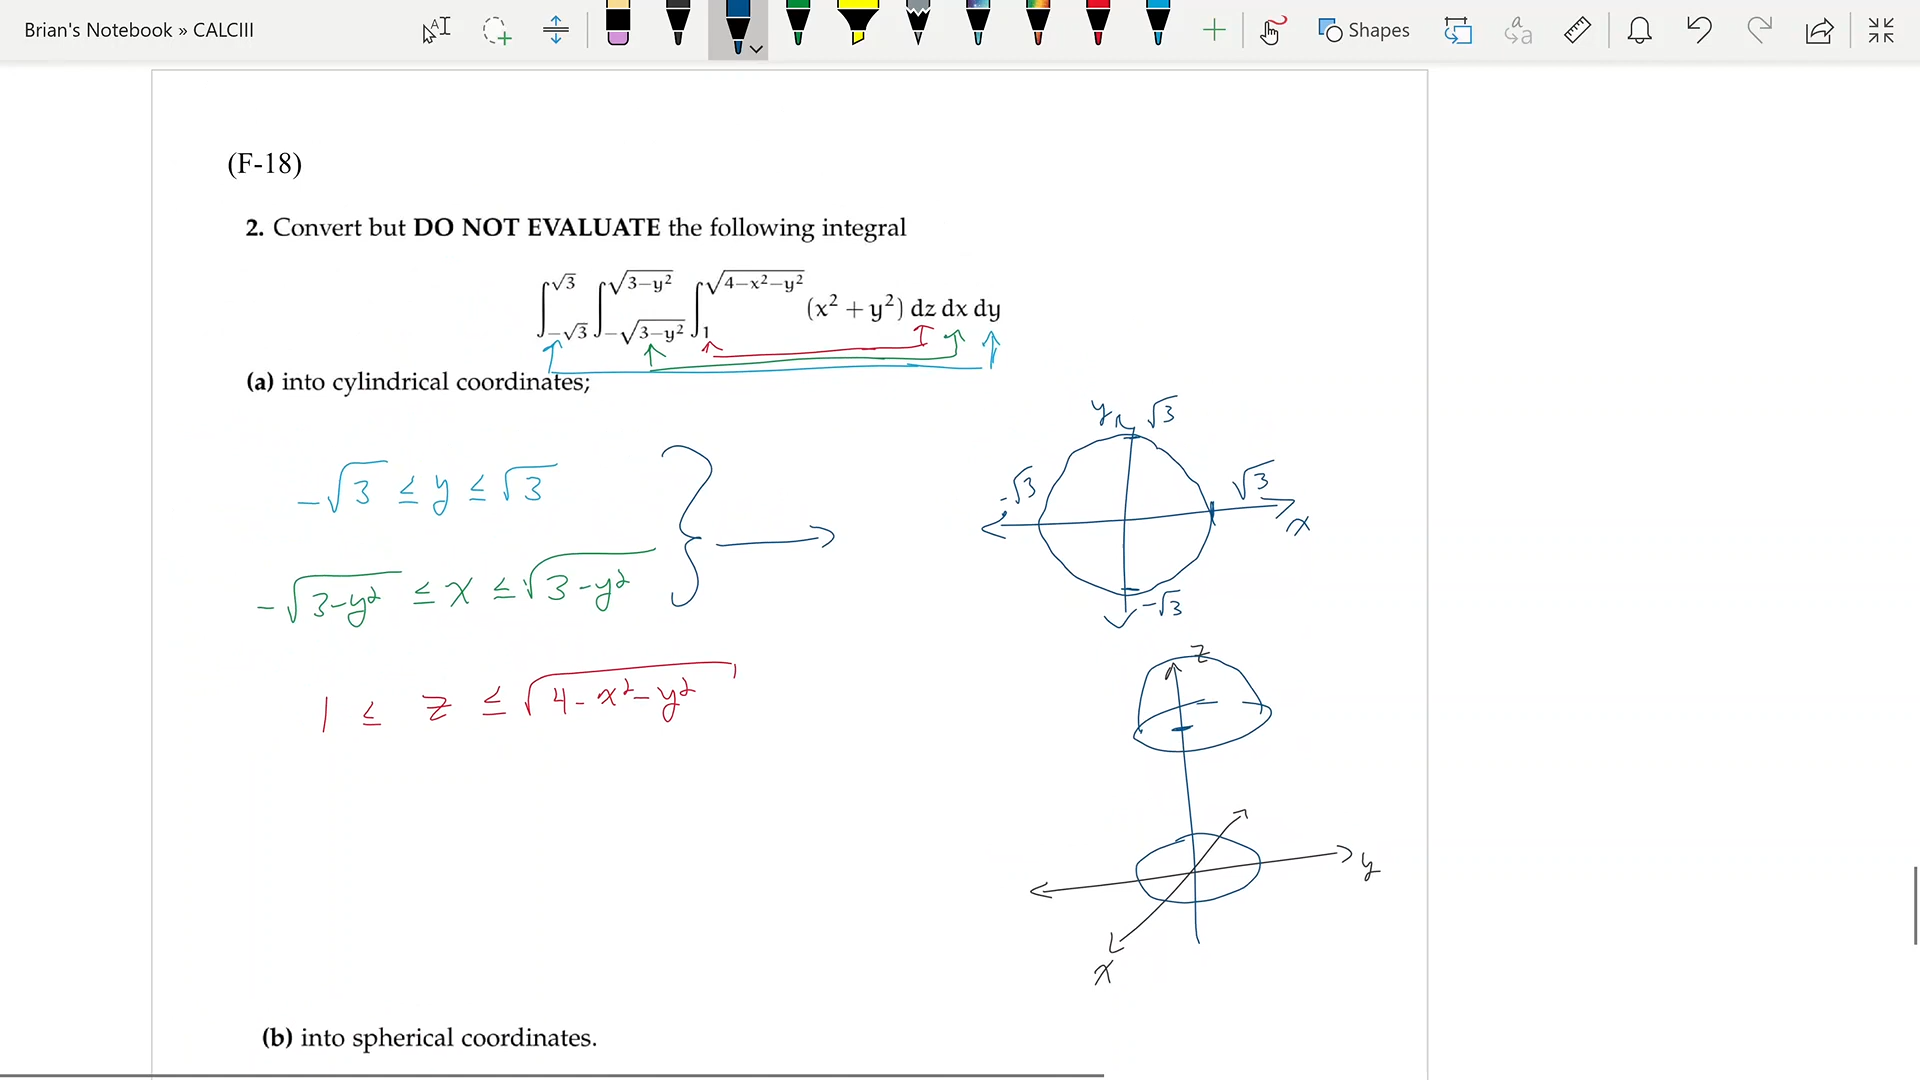 Brian's Notebook » CALCIII
Shapes
(F-18)
2. Convert but DO NOT EVALUATE the following integral
∫_{-√3}^{√3} ∫_{-√(3-y²)}^{√(3-y²)} ∫_1^{√(4-x²-y²)} (x² + y²) dz dx dy
(a) into cylindrical coordinates;
y √3
-√3 √3
x
-√3
-√3 ≤ y ≤ √3
-√(3-y²) ≤ x ≤ √(3-y²)
1 ≤ z ≤ √(4-x²-y²)
z
y
x
(b) into spherical coordinates.